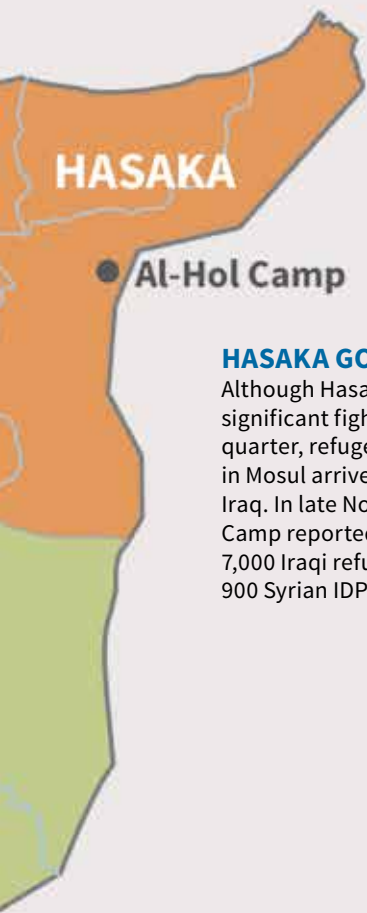 HASAKA
Al-Hol Camp
HASAKA GO
Although Hasa
significant figh
quarter, refuge
in Mosul arrive
Iraq. In late No
Camp reported
7,000 Iraqi refu
900 Syrian IDP